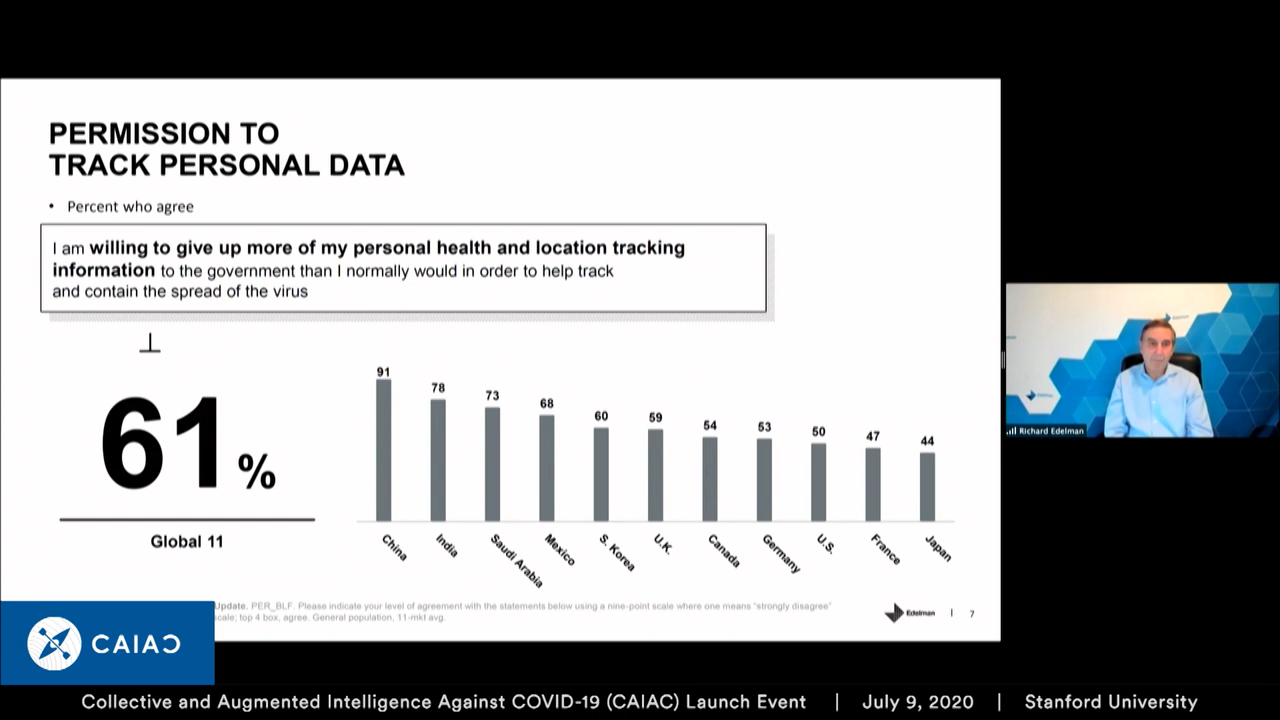 PERMISSION TO
TRACK PERSONAL DATA
• Percent who agree
I am willing to give up more of my personal health and location tracking
information to the government than I normally would in order to help track
and contain the spread of the virus
61%
Global 11
91
78
73
68
60
59
54
53
50
47
44
China
India
Saudi Arabia
Mexico
S. Korea
U.K.
Canada
Germany
U.S.
France
Japan
Update. PER_BLF. Please indicate your level of agreement with the statements below using a nine-point scale where one means "strongly disagree"
scale; top 4 box, agree. General population, 11-mkt avg.
Edelman | 7
Edelman
Edelman
Richard Edelman
CAIAC
Collective and Augmented Intelligence Against COVID-19 (CAIAC) Launch Event | July 9, 2020 | Stanford University